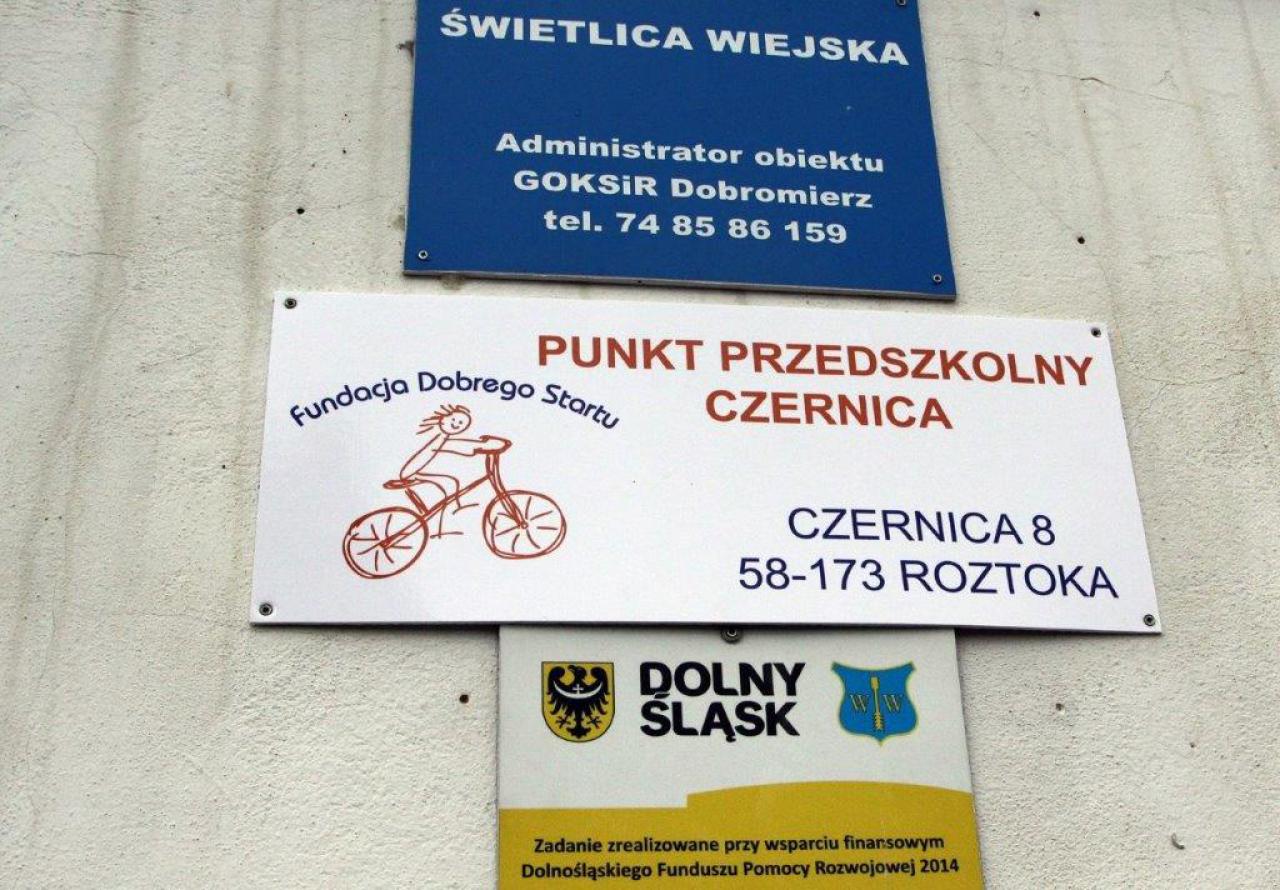 ŚWIETLICA WIEJSKA
Administrator obiektu
GOKSiR Dobromierz
tel. 74 85 86 159
Fundacja Dobrego Startu
PUNKT PRZEDSZKOLNY
CZERNICA
CZERNICA 8
58-173 ROZTOKA
DOLNY
ŚLĄSK
W W
Zadanie zrealizowane przy wsparciu finansowym
Dolnośląskiego Funduszu Pomocy Rozwojowej 2014